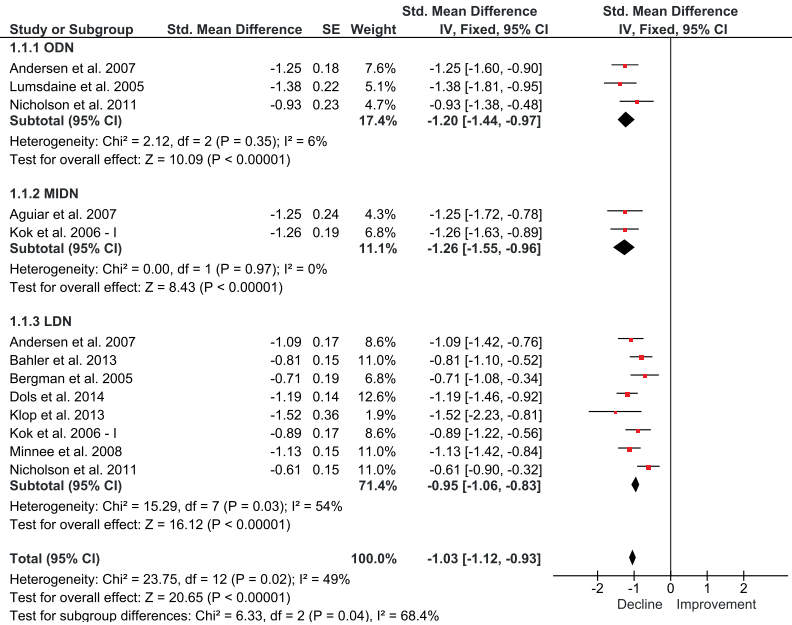 Std. Mean Difference Std. Mean Difference
Study or Subgroup Std. Mean Difference SE Weight IV, Fixed, 95% CI IV, Fixed, 95% CI
1.1.1 ODN
Andersen et al. 2007 -1.25 0.18 7.6% -1.25 [-1.60, -0.90]
Lumsdaine et al. 2005 -1.38 0.22 5.1% -1.38 [-1.81, -0.95]
Nicholson et al. 2011 -0.93 0.23 4.7% -0.93 [-1.38, -0.48]
Subtotal (95% CI) 17.4% -1.20 [-1.44, -0.97]
Heterogeneity: Chi² = 2.12, df = 2 (P = 0.35); I² = 6%
Test for overall effect: Z = 10.09 (P < 0.00001)
1.1.2 MIDN
Aguiar et al. 2007 -1.25 0.24 4.3% -1.25 [-1.72, -0.78]
Kok et al. 2006 - I -1.26 0.19 6.8% -1.26 [-1.63, -0.89]
Subtotal (95% CI) 11.1% -1.26 [-1.55, -0.96]
Heterogeneity: Chi² = 0.00, df = 1 (P = 0.97); I² = 0%
Test for overall effect: Z = 8.43 (P < 0.00001)
1.1.3 LDN
Andersen et al. 2007 -1.09 0.17 8.6% -1.09 [-1.42, -0.76]
Bahler et al. 2013 -0.81 0.15 11.0% -0.81 [-1.10, -0.52]
Bergman et al. 2005 -0.71 0.19 6.8% -0.71 [-1.08, -0.34]
Dols et al. 2014 -1.19 0.14 12.6% -1.19 [-1.46, -0.92]
Klop et al. 2013 -1.52 0.36 1.9% -1.52 [-2.23, -0.81]
Kok et al. 2006 - I -0.89 0.17 8.6% -0.89 [-1.22, -0.56]
Minnee et al. 2008 -1.13 0.15 11.0% -1.13 [-1.42, -0.84]
Nicholson et al. 2011 -0.61 0.15 11.0% -0.61 [-0.90, -0.32]
Subtotal (95% CI) 71.4% -0.95 [-1.06, -0.83]
Heterogeneity: Chi² = 15.29, df = 7 (P = 0.03); I² = 54%
Test for overall effect: Z = 16.12 (P < 0.00001)
Total (95% CI) 100.0% -1.03 [-1.12, -0.93]
Heterogeneity: Chi² = 23.75, df = 12 (P = 0.02); I² = 49%
Test for overall effect: Z = 20.65 (P < 0.00001)
Test for subgroup differences: Chi² = 6.33, df = 2 (P = 0.04), I² = 68.4%
-2 -1 0 1 2
Decline Improvement